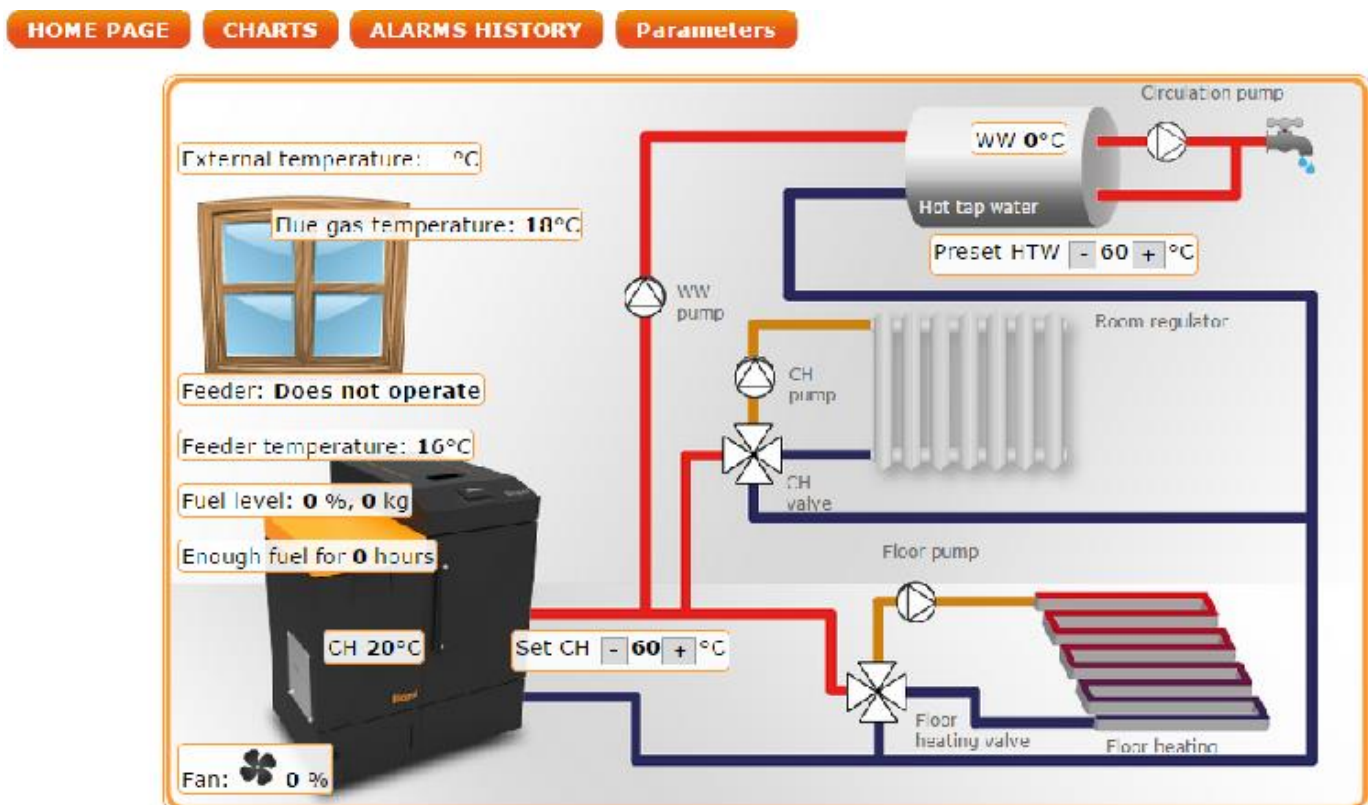 HOME PAGE
CHARTS
ALARMS HISTORY
Parameters
Circulation pump
WW 0°C
External temperature: °C
Hot tap water
Flue gas temperature: 18°C
Preset HTW - 60 + °C
WW
pump
Room regulator
CH
pump
Feeder: Does not operate
Feeder temperature: 16°C
CH
valve
Fuel level: 0 %, 0 kg
Enough fuel for 0 hours
Floor pump
CH 20°C
Set CH - 60 + °C
Floor
heating valve
Floor heating
Fan: 0 %